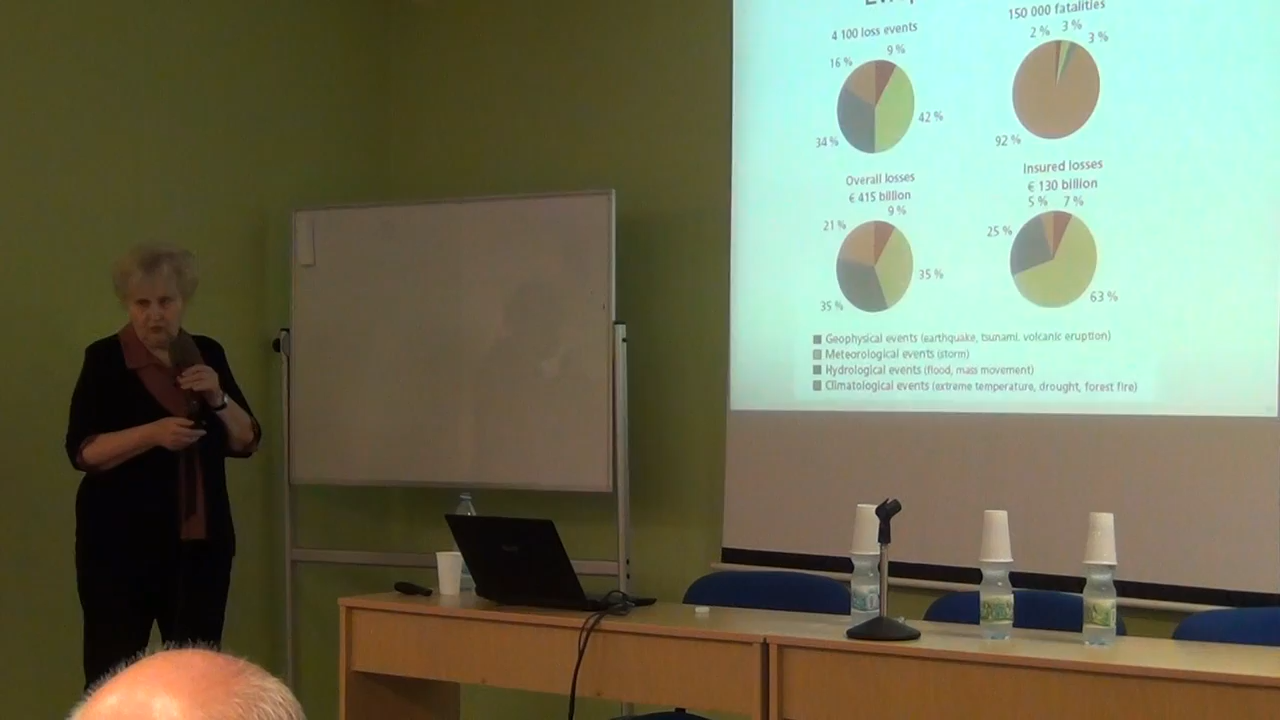 4 100 loss events
9 %
16 %
42 %
34 %
150 000 fatalities
2 %
3 %
3 %
92 %
Overall losses
€ 415 billion
9 %
21 %
35 %
35 %
Insured losses
€ 130 billion
5 %
7 %
25 %
63 %
Geophysical events (earthquake, tsunami, volcanic eruption)
Meteorological events (storm)
Hydrological events (flood, mass movement)
Climatological events (extreme temperature, drought, forest fire)